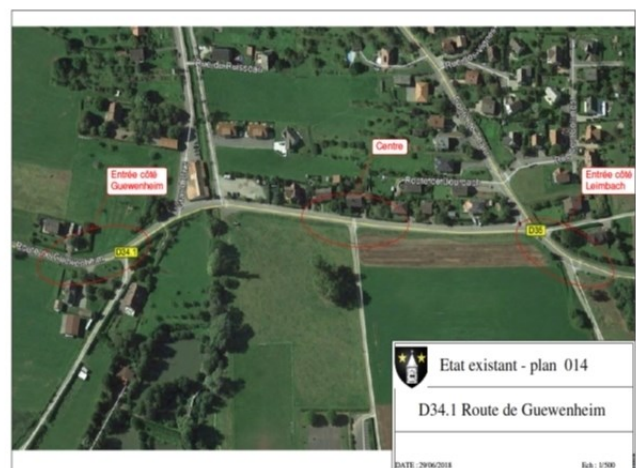 Centre
Entrée côté
Guewenheim
Entrée côté
Leimbach
D34.1
D35
Etat existant - plan 014
D34.1 Route de Guewenheim
DATE : 29/06/2018
Ech : 1/500